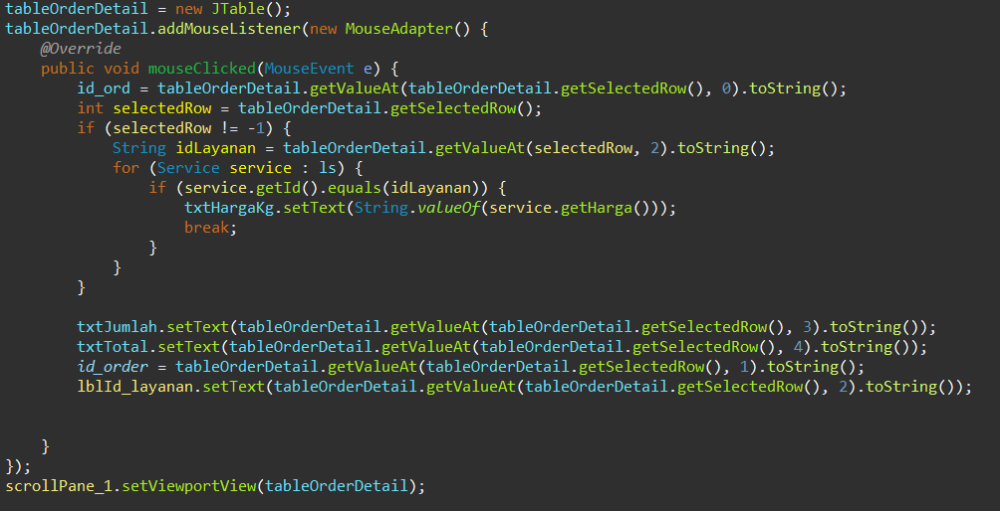 tableOrderDetail = new JTable();
tableOrderDetail.addMouseListener(new MouseAdapter() {
    @Override
    public void mouseClicked(MouseEvent e) {
        id_ord = tableOrderDetail.getValueAt(tableOrderDetail.getSelectedRow(), 0).toString();
        int selectedRow = tableOrderDetail.getSelectedRow();
        if (selectedRow != -1) {
            String idLayanan = tableOrderDetail.getValueAt(selectedRow, 2).toString();
            for (Service service : ls) {
                if (service.getId().equals(idLayanan)) {
                    txtHargaKg.setText(String.valueOf(service.getHarga()));
                    break;
                }
            }
        }
        txtJumlah.setText(tableOrderDetail.getValueAt(tableOrderDetail.getSelectedRow(), 3).toString());
        txtTotal.setText(tableOrderDetail.getValueAt(tableOrderDetail.getSelectedRow(), 4).toString());
        id_order = tableOrderDetail.getValueAt(tableOrderDetail.getSelectedRow(), 1).toString();
        lblId_layanan.setText(tableOrderDetail.getValueAt(tableOrderDetail.getSelectedRow(), 2).toString());
    }
});
scrollPane_1.setViewportView(tableOrderDetail);